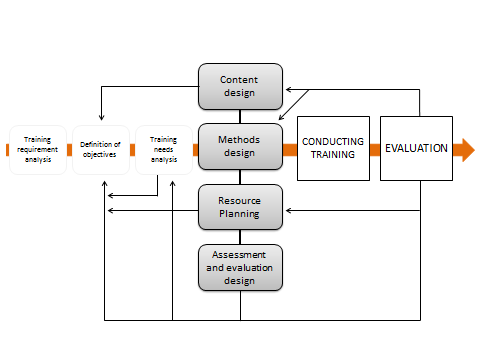 Content
design
Training
requirement
analysis
Definition of
objectives
Training
needs
analysis
Methods
design
CONDUCTING
TRAINING
EVALUATION
Resource
Planning
Assessment
and evaluation
design